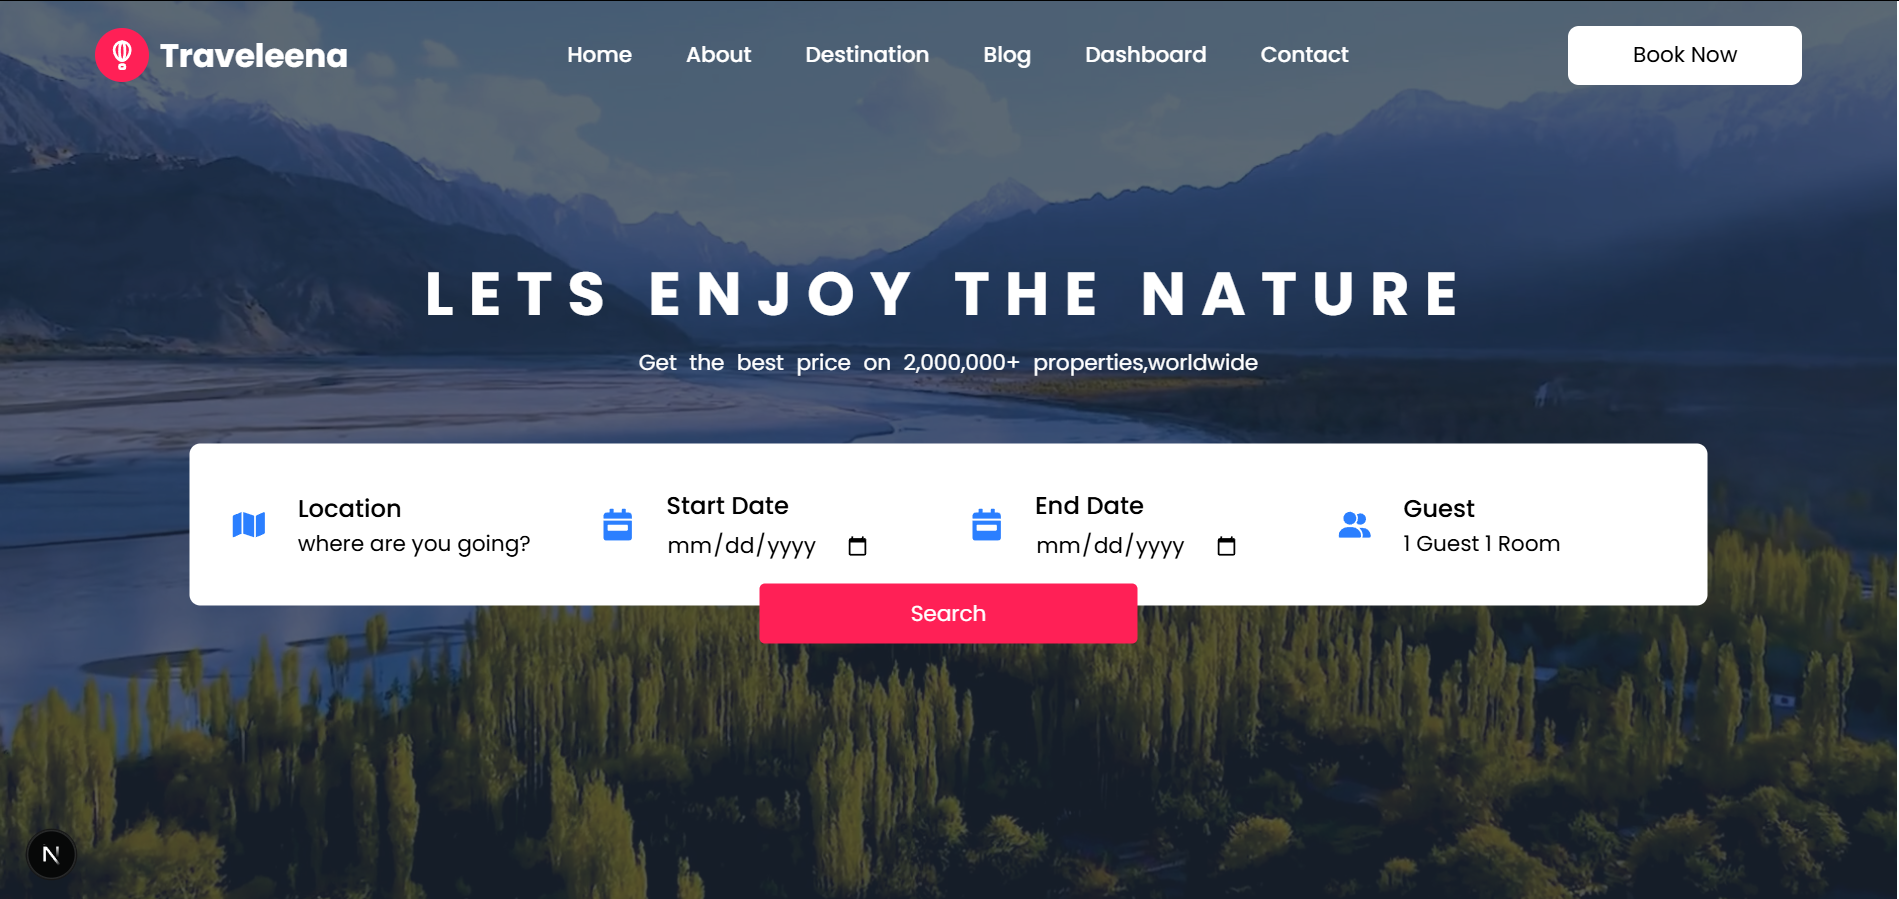 Traveleena
Home About Destination Blog Dashboard Contact
Book Now
LETS ENJOY THE NATURE
Get the best price on 2,000,000+ properties,worldwide
Location
where are you going?
Start Date
mm/dd/yyyy
End Date
mm/dd/yyyy
Guest
1 Guest 1 Room
Search
N